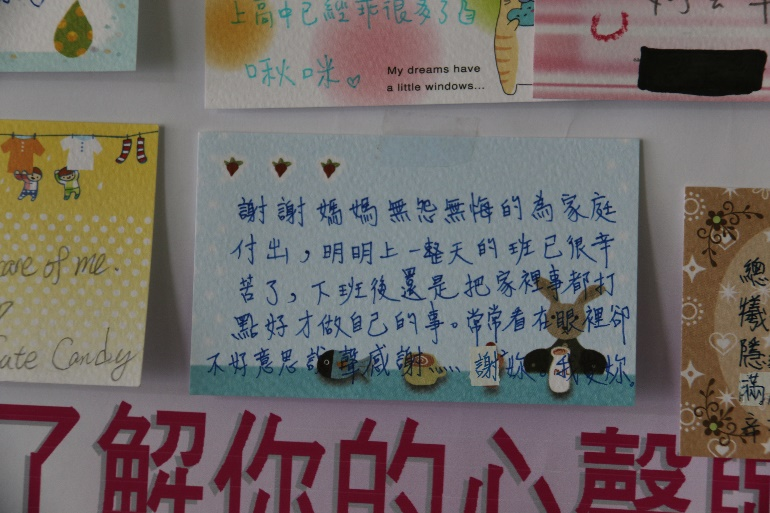 上高中已經非很多了
啾咪
My dreams have
a little windows...
謝謝媽媽無怨無悔的為家庭
付出，明明上一整天的班已很辛
苦了，下班後還是把家裡事都打
點好才做自己的事。常常看在眼裡卻
不好意思說聲感謝......謝妳。我愛妳。
care of me.
Cute Candy
總
犧
隱
滿
辛
了解你的心聲